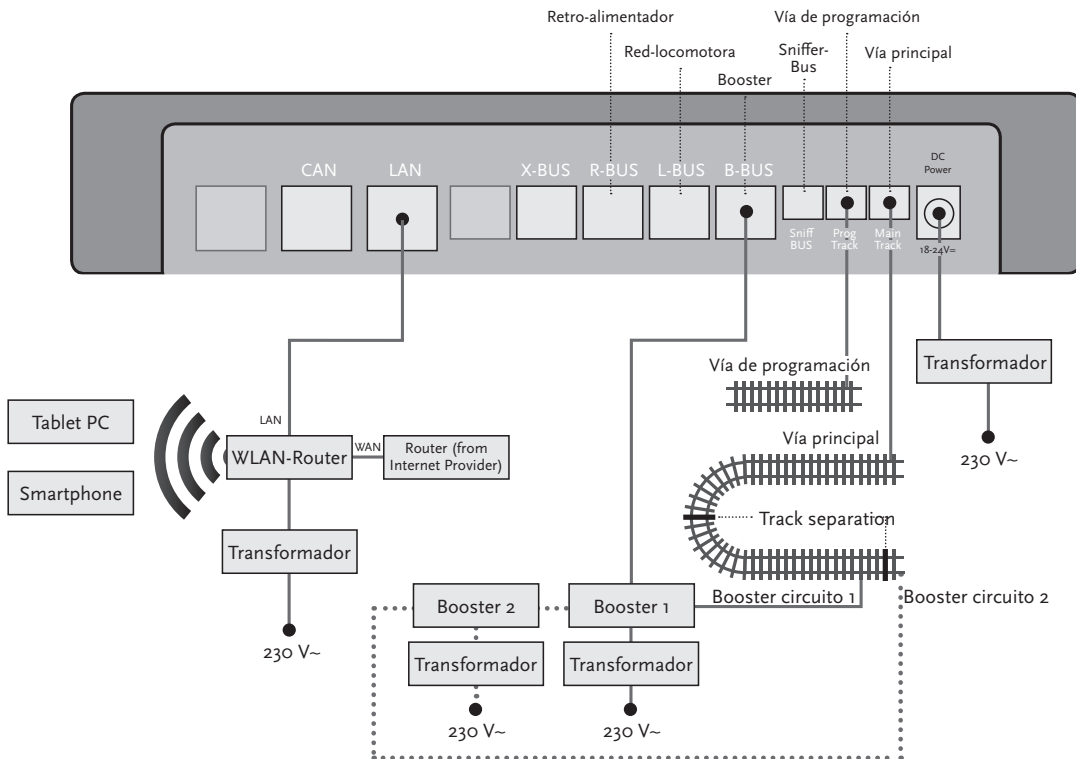 Retro-alimentador
Vía de programación
Red-locomotora
Sniffer-
Bus
Vía principal
Booster
CAN
LAN
X-BUS
R-BUS
L-BUS
B-BUS
DC
Power
Sniff
BUS
Prog
Track
Main
Track
18-24V=
Vía de programación
Transformador
Tablet PC
LAN
WLAN-Router
WAN
Router (from
Internet Provider)
Vía principal
230 V~
Smartphone
Track separation
Transformador
Booster 2
Booster 1
Booster circuito 1
Booster circuito 2
230 V~
Transformador
Transformador
230 V~
230 V~